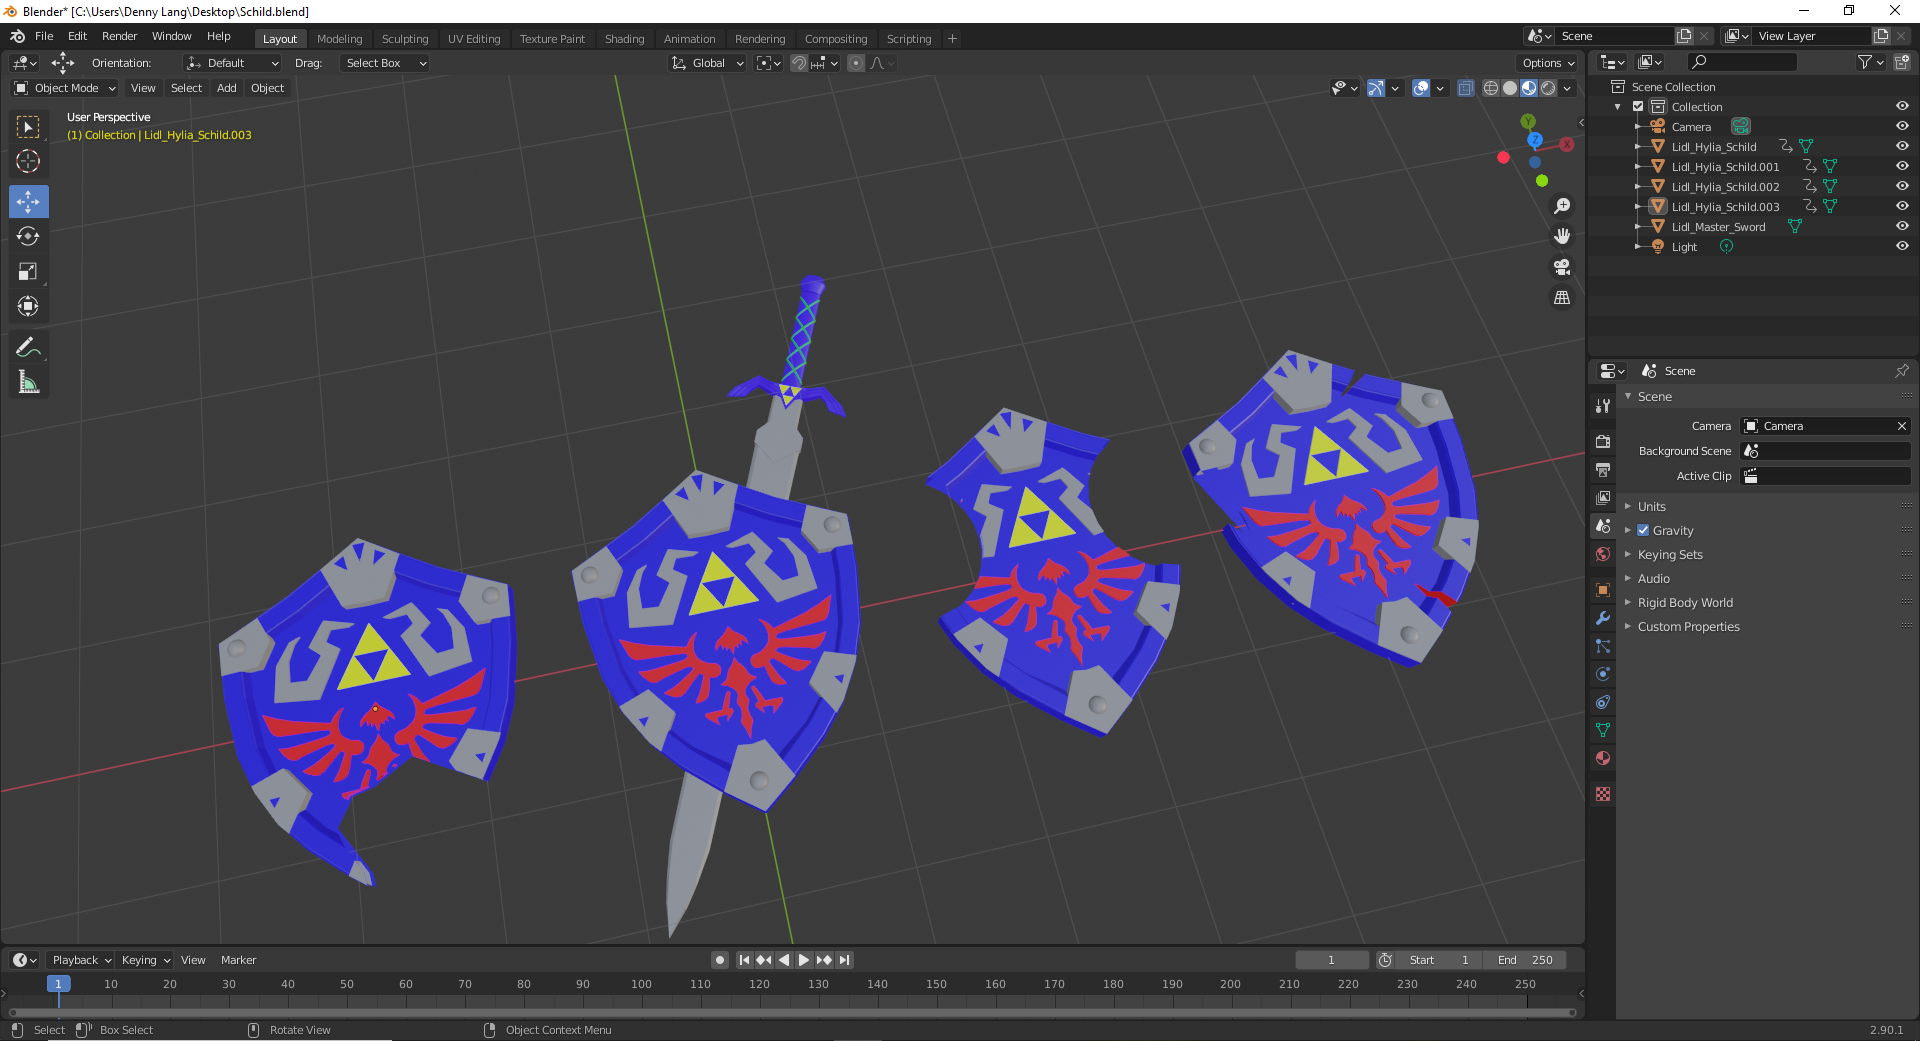 Blender* [C:\Users\Denny Lang\Desktop\Schild.blend]
File Edit Render Window Help
Layout Modeling Sculpting UV Editing Texture Paint Shading Animation Rendering Compositing Scripting +
Scene
View Layer
Orientation: Default Drag: Select Box
Global
Options
Object Mode View Select Add Object
User Perspective
(1) Collection | Lidl_Hylia_Schild.003
Y
Z
X
Scene Collection
Collection
Camera
Lidl_Hylia_Schild
Lidl_Hylia_Schild.001
Lidl_Hylia_Schild.002
Lidl_Hylia_Schild.003
Lidl_Master_Sword
Light
Scene
Scene
Camera Camera
Background Scene
Active Clip
Units
Gravity
Keying Sets
Audio
Rigid Body World
Custom Properties
Playback Keying View Marker
1 Start 1 End 250
1 10 20 30 40 50 60 70 80 90 100 110 120 130 140 150 160 170 180 190 200 210 220 230 240 250
Select Box Select Rotate View Object Context Menu
2.90.1